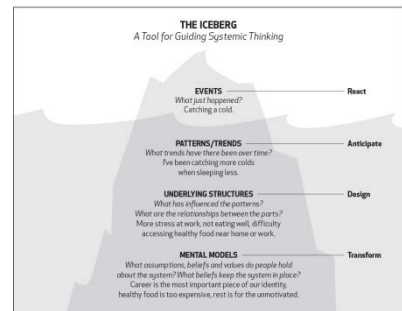 THE ICEBERG
A Tool for Guiding Systemic Thinking
EVENTS
React
What just happened?
Catching a cold.
PATTERNS/TRENDS
Anticipate
What trends have there been over time?
I've been catching more colds
when sleeping less.
UNDERLYING STRUCTURES
Design
What has influenced the patterns?
What are the relationships between the parts?
More stress at work, not eating well, difficulty
accessing healthy food near home or work.
MENTAL MODELS
Transform
What assumptions, beliefs and values do people hold
about the system? What beliefs keep the system in place?
Career is the most important piece of our identity,
healthy food is too expensive, rest is for the unmotivated.